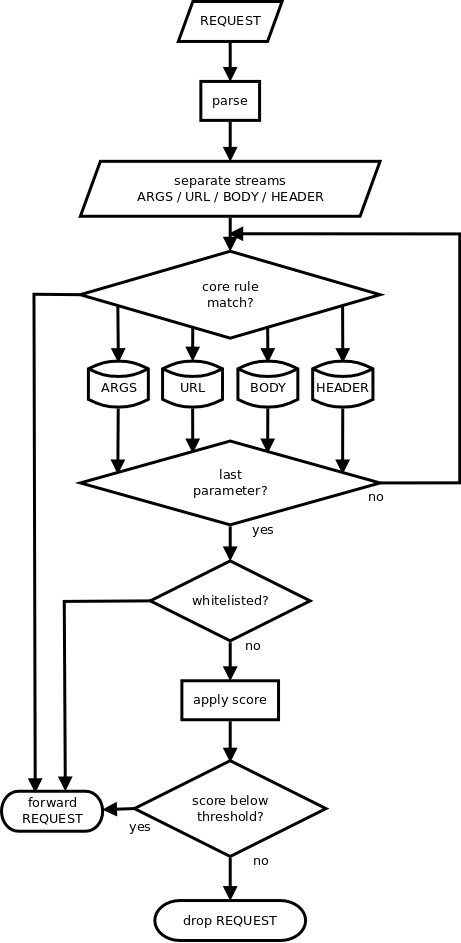 REQUEST
parse
separate streams
ARGS / URL / BODY / HEADER
core rule
match?
ARGS
URL
BODY
HEADER
last
parameter?
no
yes
whitelisted?
no
apply score
forward
REQUEST
score below
threshold?
yes
no
drop REQUEST